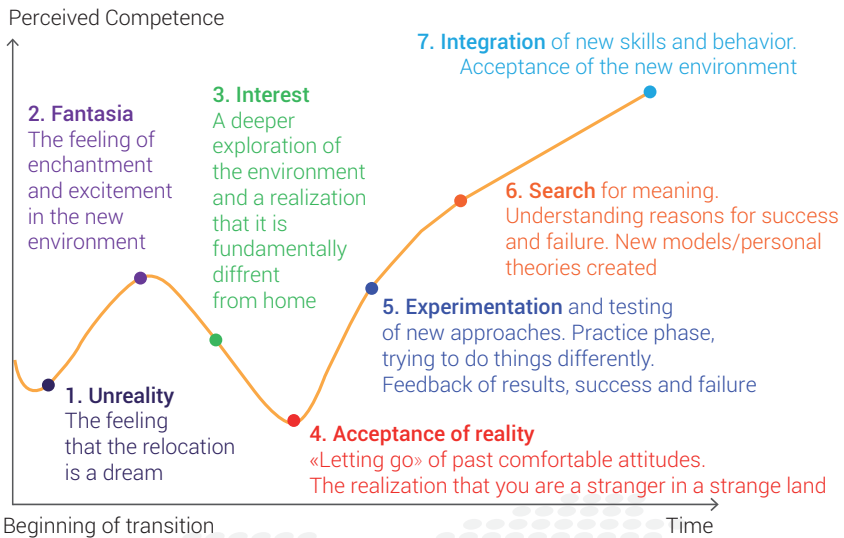 Perceived Competence
7. Integration of new skills and behavior.
Acceptance of the new environment
2. Fantasia
The feeling of
enchantment
and excitement
in the new
environment
3. Interest
A deeper
exploration of
the environment
and a realization
that it is
fundamentally
diffrent
from home
6. Search for meaning.
Understanding reasons for success
and failure. New models/personal
theories created
5. Experimentation and testing
of new approaches. Practice phase,
trying to do things differently.
Feedback of results, success and failure
1. Unreality
The feeling
that the relocation
is a dream
4. Acceptance of reality
«Letting go» of past comfortable attitudes.
The realization that you are a stranger in a strange land
Beginning of transition
Time